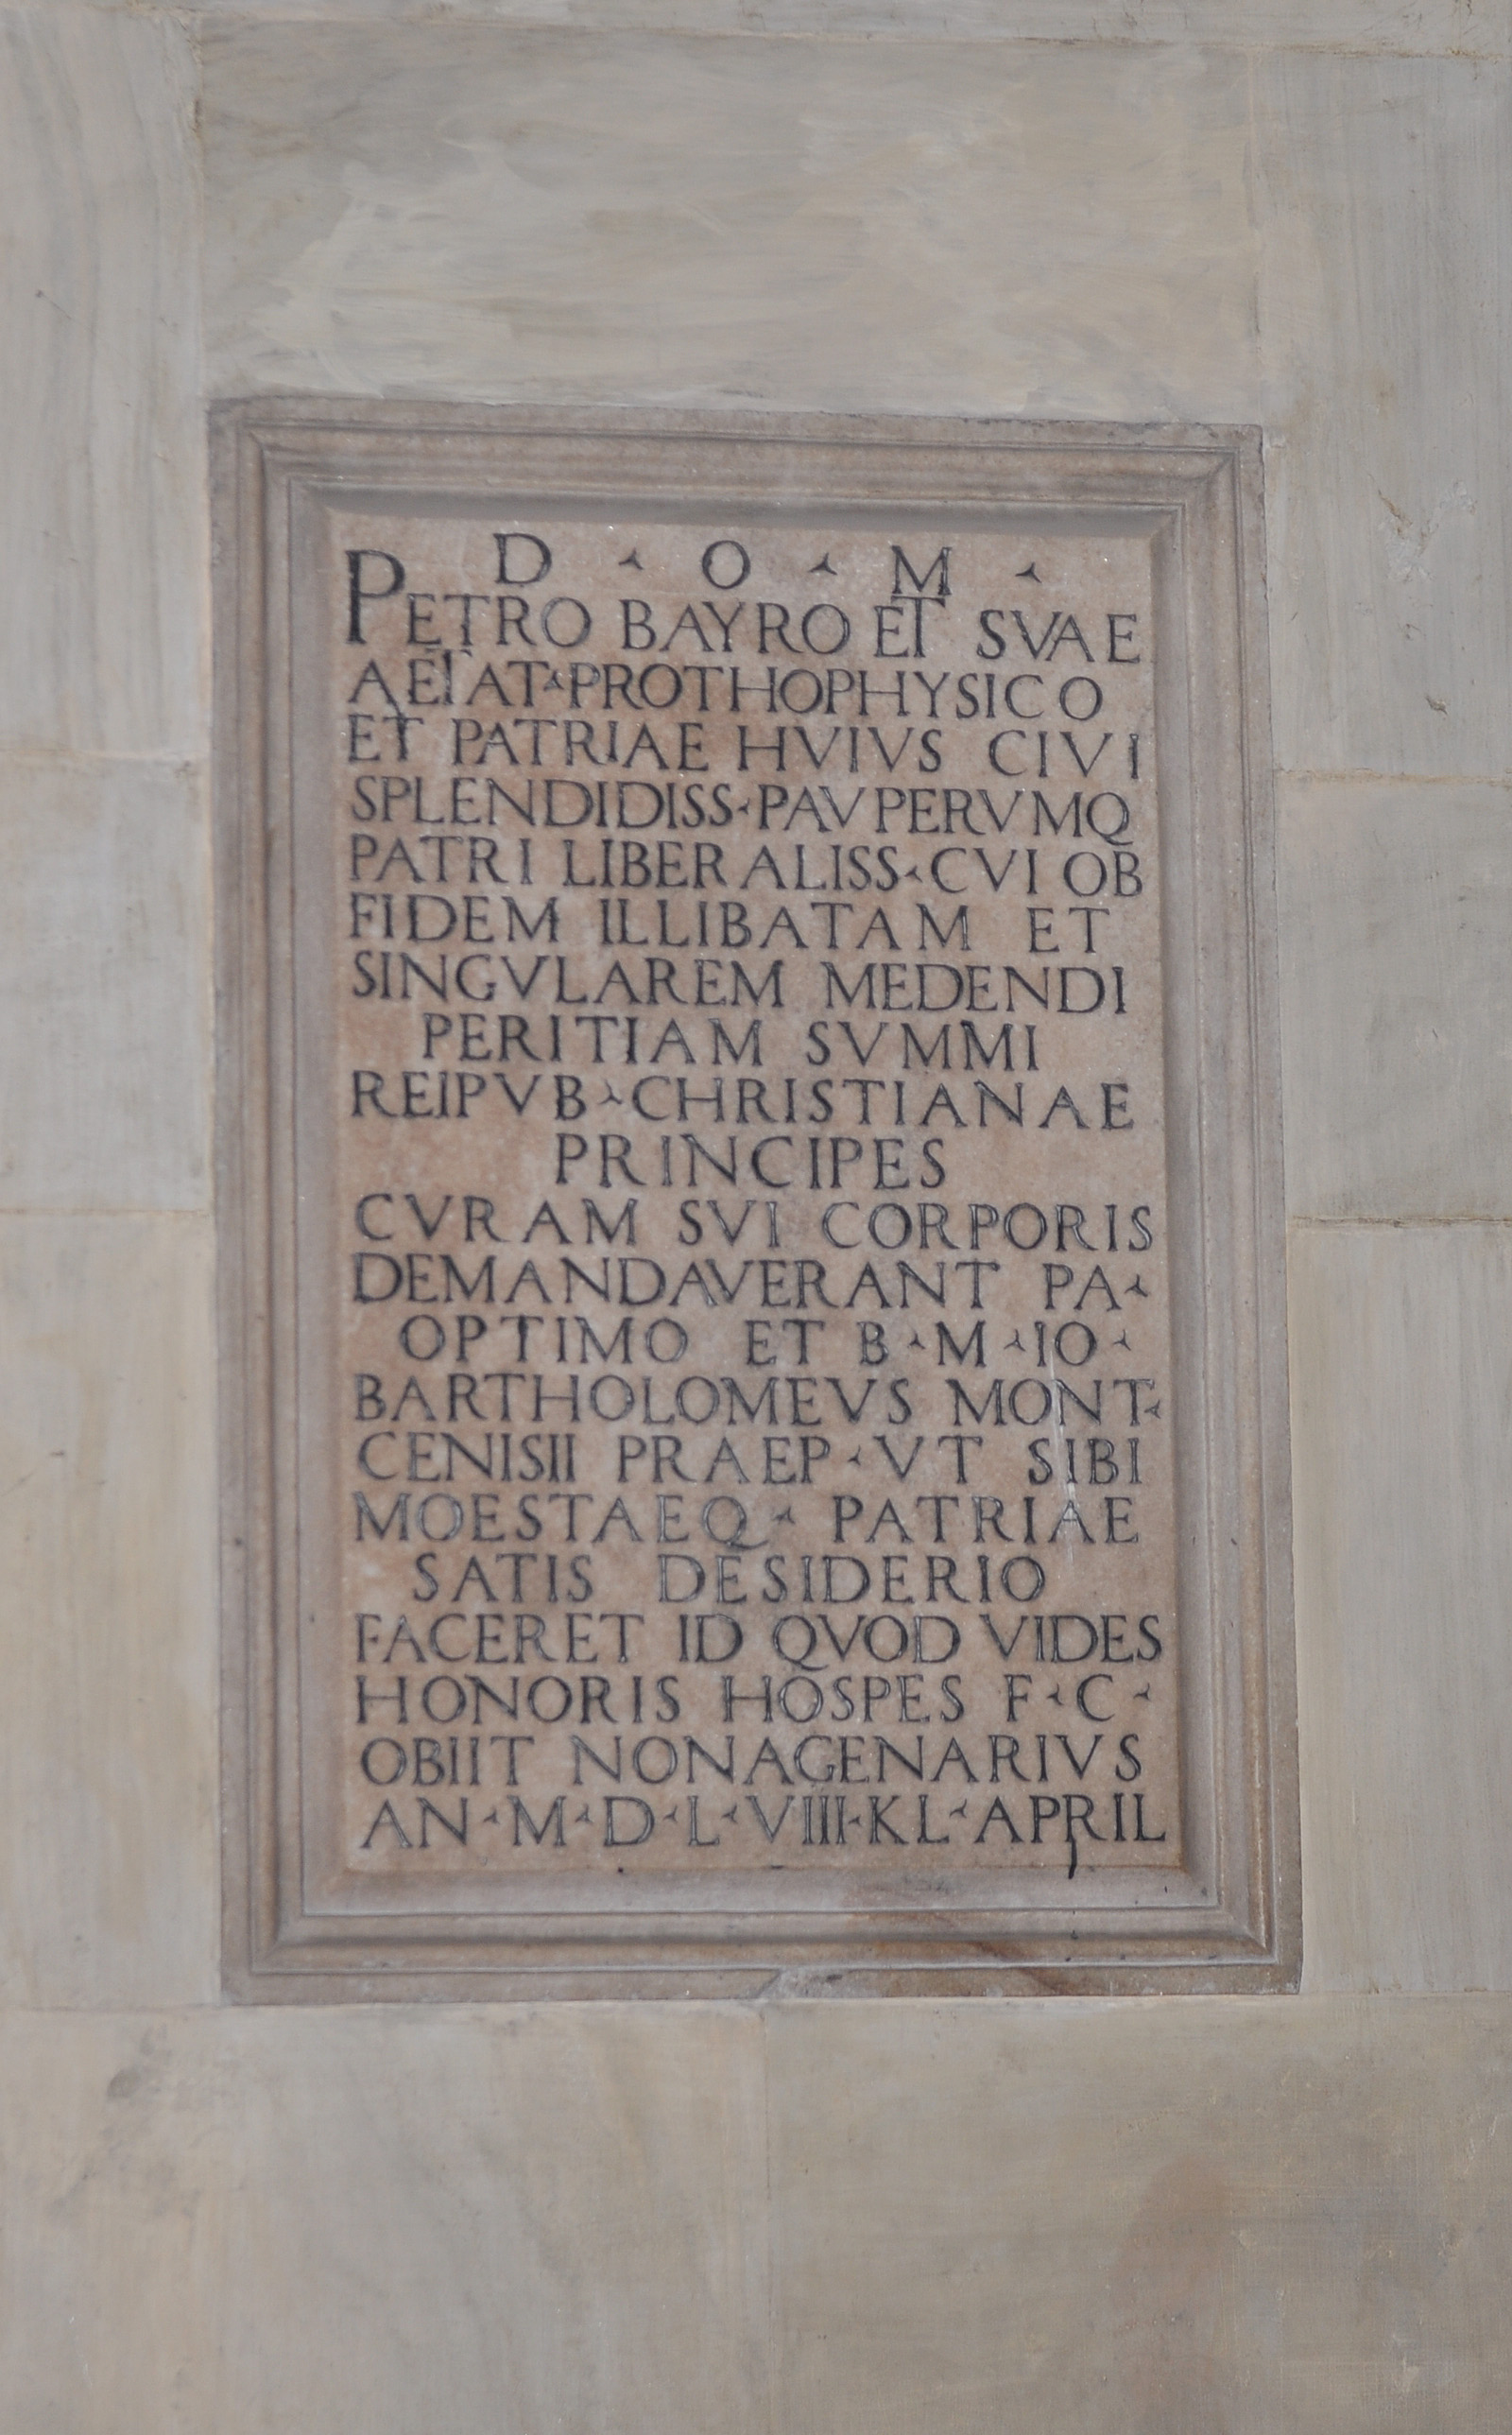 D · O · M ·
PETRO BAYRO ET SVAE
AETAT · PROTHOPHYSICO
ET PATRIAE HVIVS CIVI
SPLENDIDISS · PAVPERVMQ
PATRI LIBERALISS · CVI OB
FIDEM ILLIBATAM ET
SINGVLAREM MEDENDI
PERITIAM SVMMI
REIPVB · CHRISTIANAE
PRINCIPES
CVRAM SVI CORPORIS
DEMANDAVERANT PA ·
OPTIMO ET B · M · IO ·
BARTHOLOMEVS MONT ·
CENISII PRAEP · VT SIBI
MOESTAEQ · PATRIAE
SATIS DESIDERIO
FACERET ID QVOD VIDES
HONORIS HOSPES F · C ·
OBIIT NONAGENARIVS
AN · M · D · L · VIII · KL · APRIL